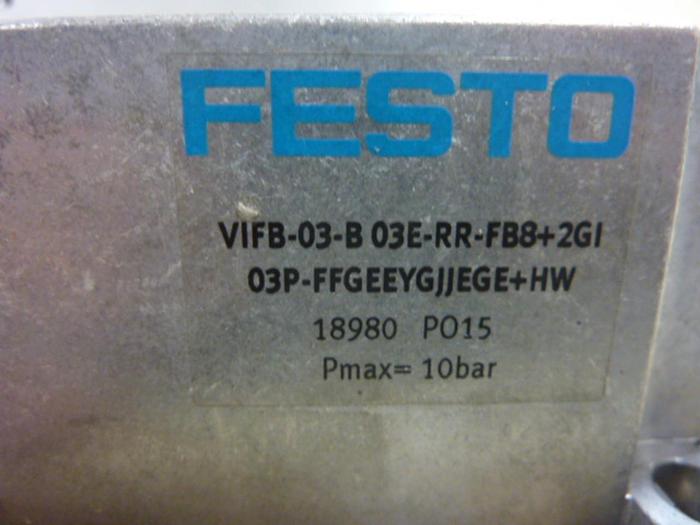 FESTO
VIFB-03-B 03E-RR-FB8+2GI
03P-FFGEEYGJJEGE+HW
18980 PO15
Pmax= 10bar